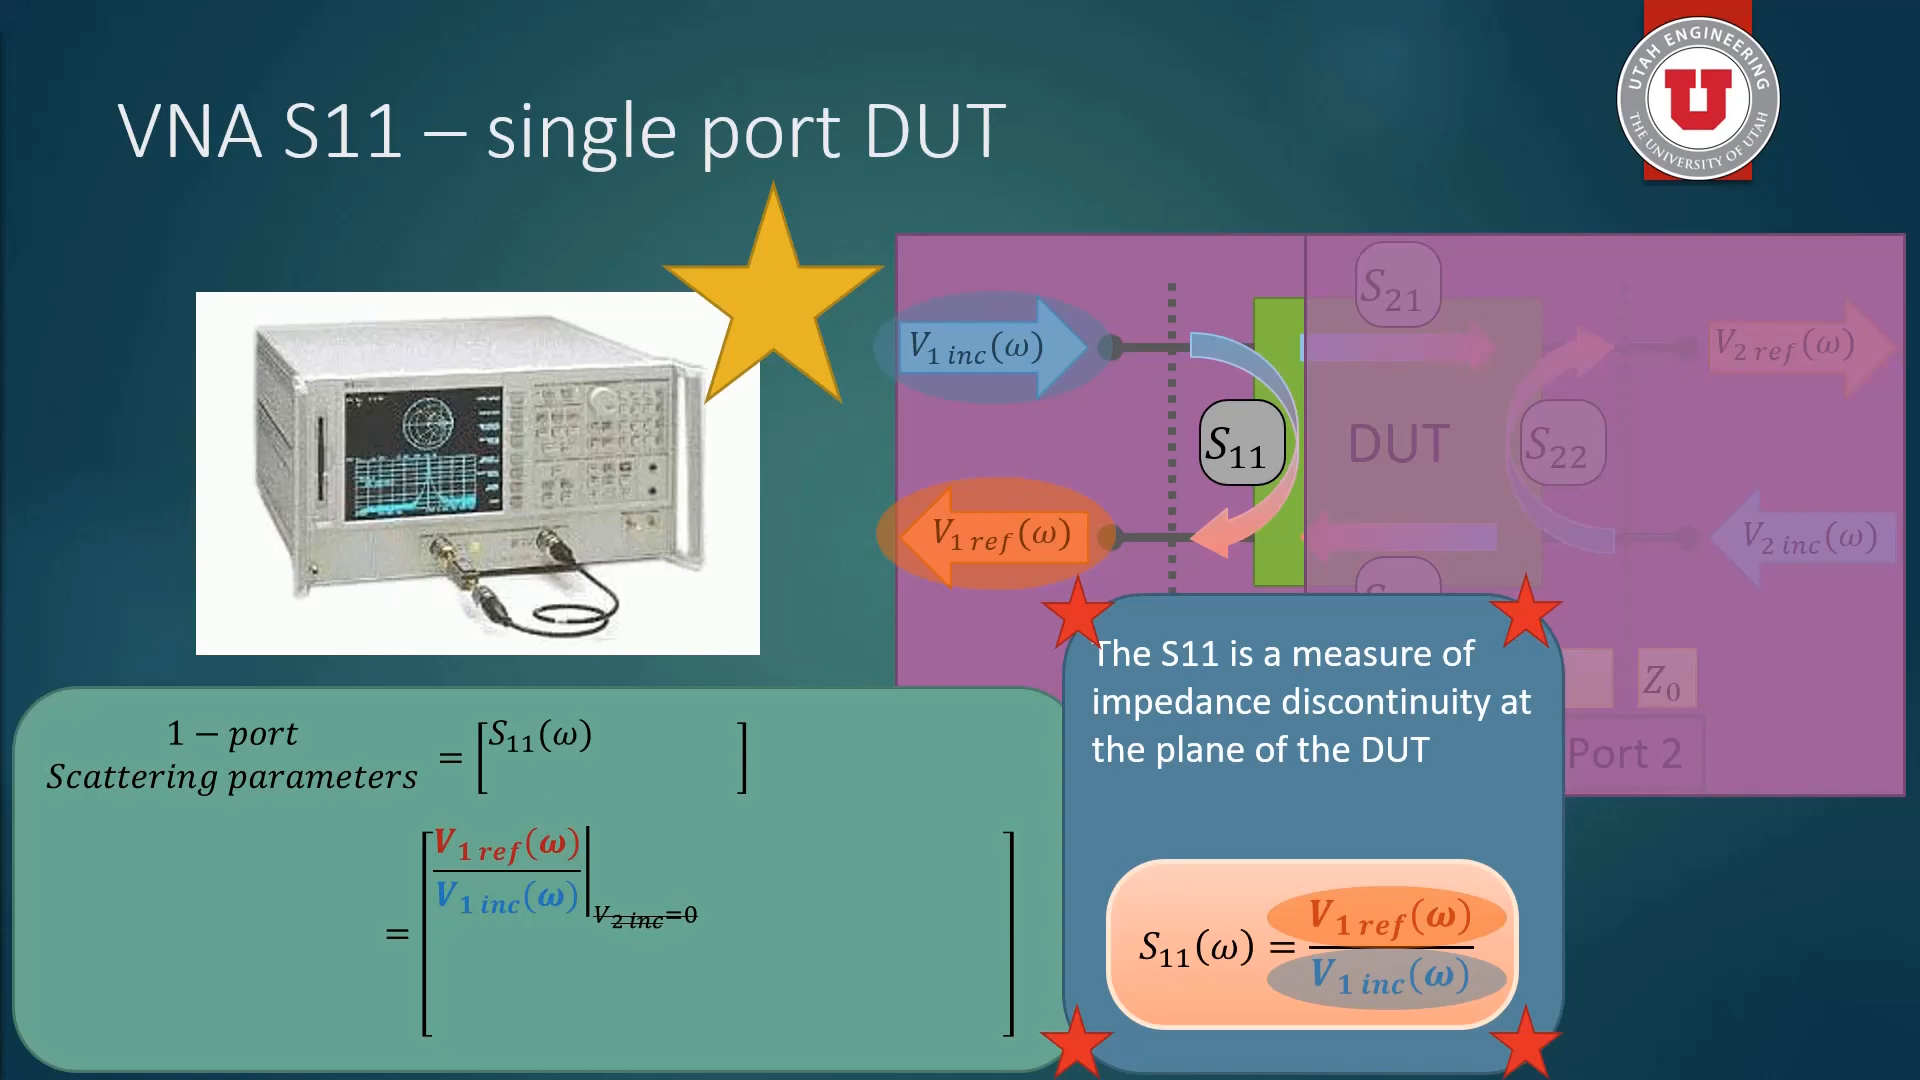 VNA S11 – single port DUT
UTAH ENGINEERING
U
THE UNIVERSITY OF UTAH
S21
V1 inc(ω)
V2 ref(ω)
S11
DUT
S22
V1 ref(ω)
V2 inc(ω)
The S11 is a measure of
impedance discontinuity at
the plane of the DUT
Z0
Port 2
1 − port
Scattering parameters
= [S11(ω) ]
= [V1 ref(ω)
V1 inc(ω)|V2 inc=0 ]
S11(ω) = V1 ref(ω)
V1 inc(ω)